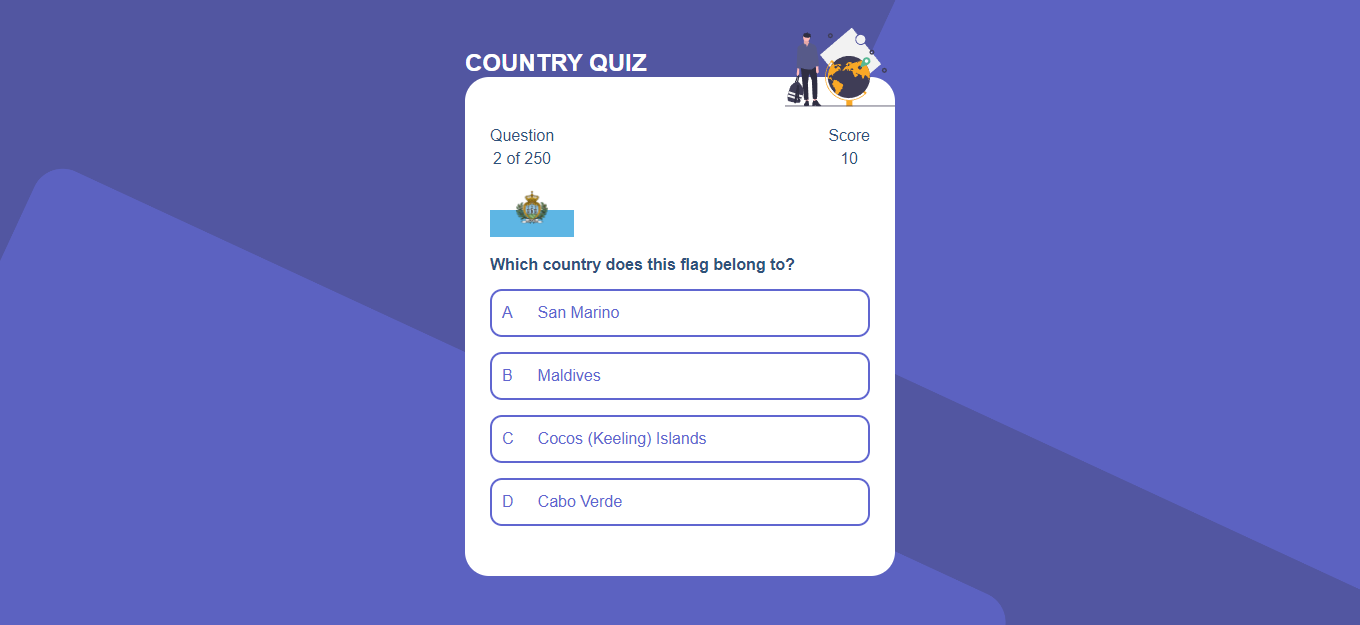 COUNTRY QUIZ
Question
2 of 250
Score
10
Which country does this flag belong to?
A San Marino
B Maldives
C Cocos (Keeling) Islands
D Cabo Verde